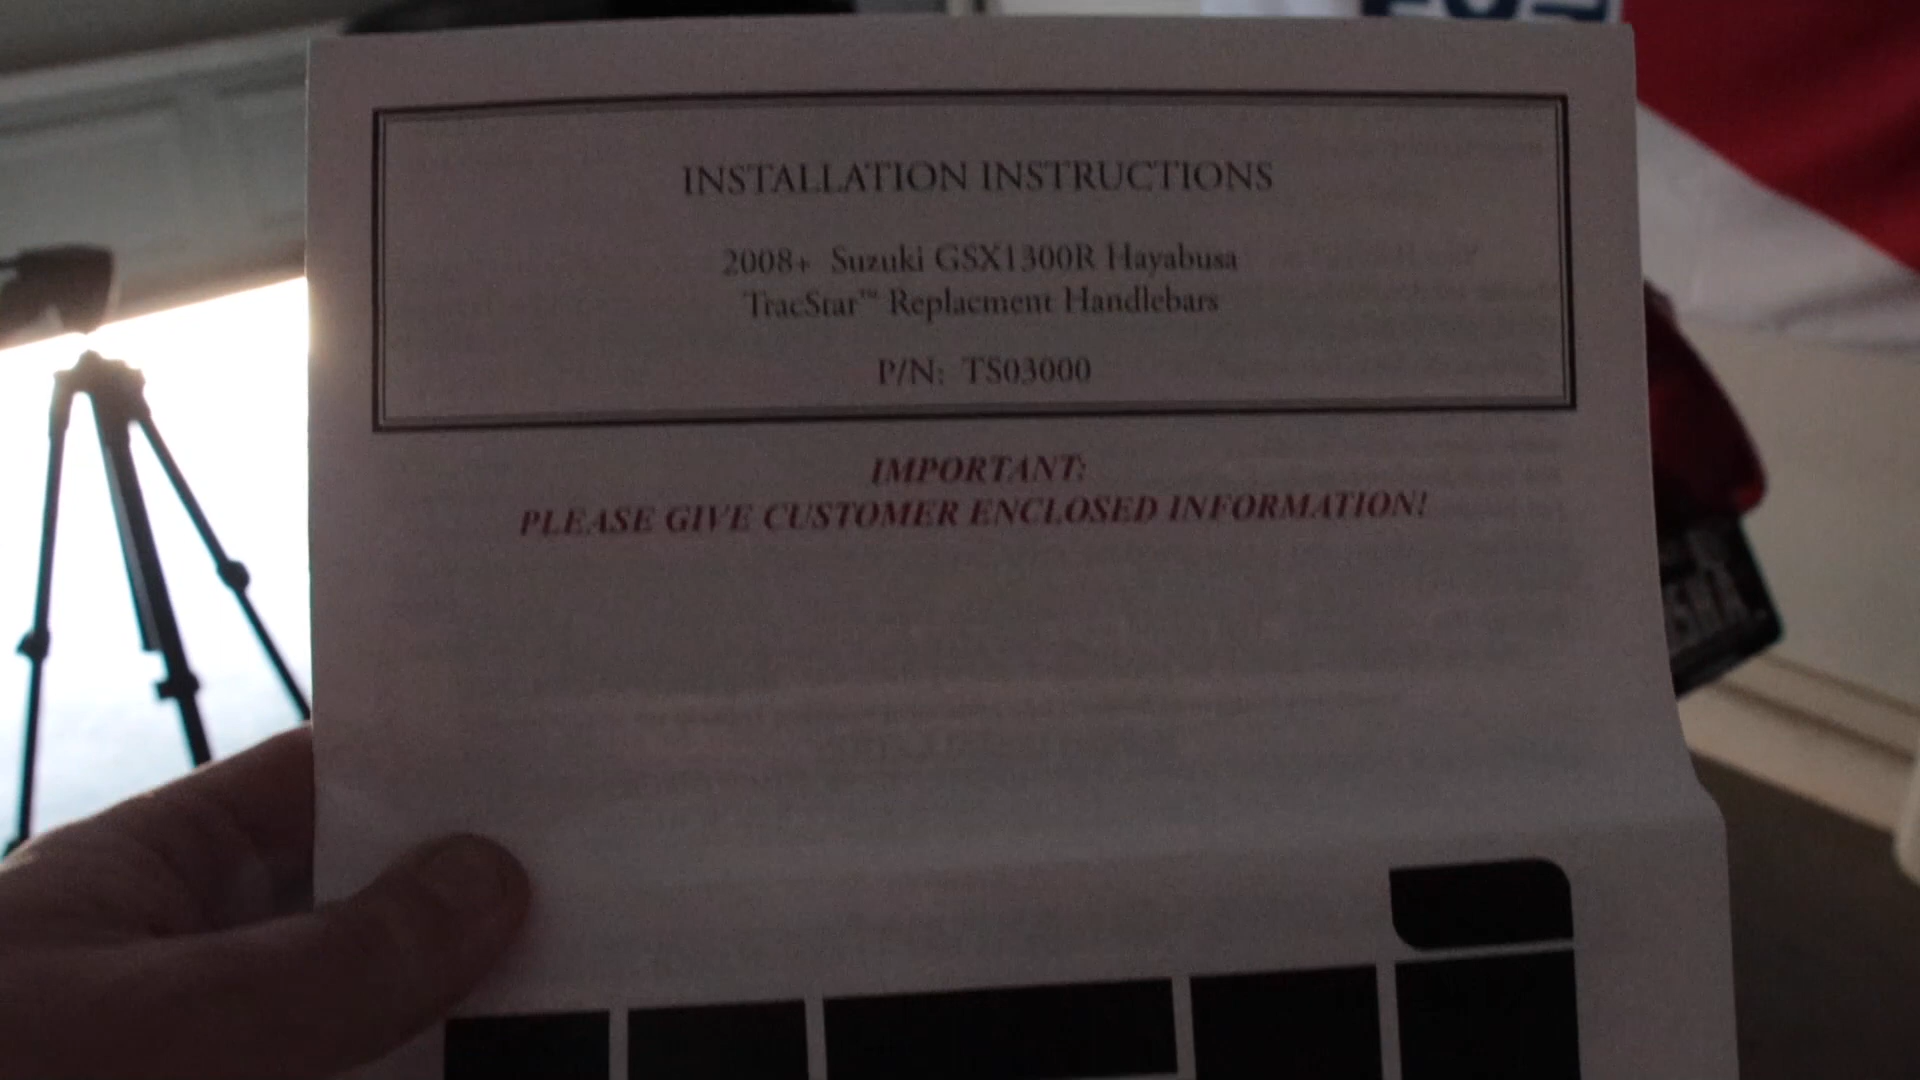 INSTALLATION INSTRUCTIONS
2008+ Suzuki GSX1300R Hayabusa
TracStar™ Replacment Handlebars
P/N: TS03000
IMPORTANT:
PLEASE GIVE CUSTOMER ENCLOSED INFORMATION!